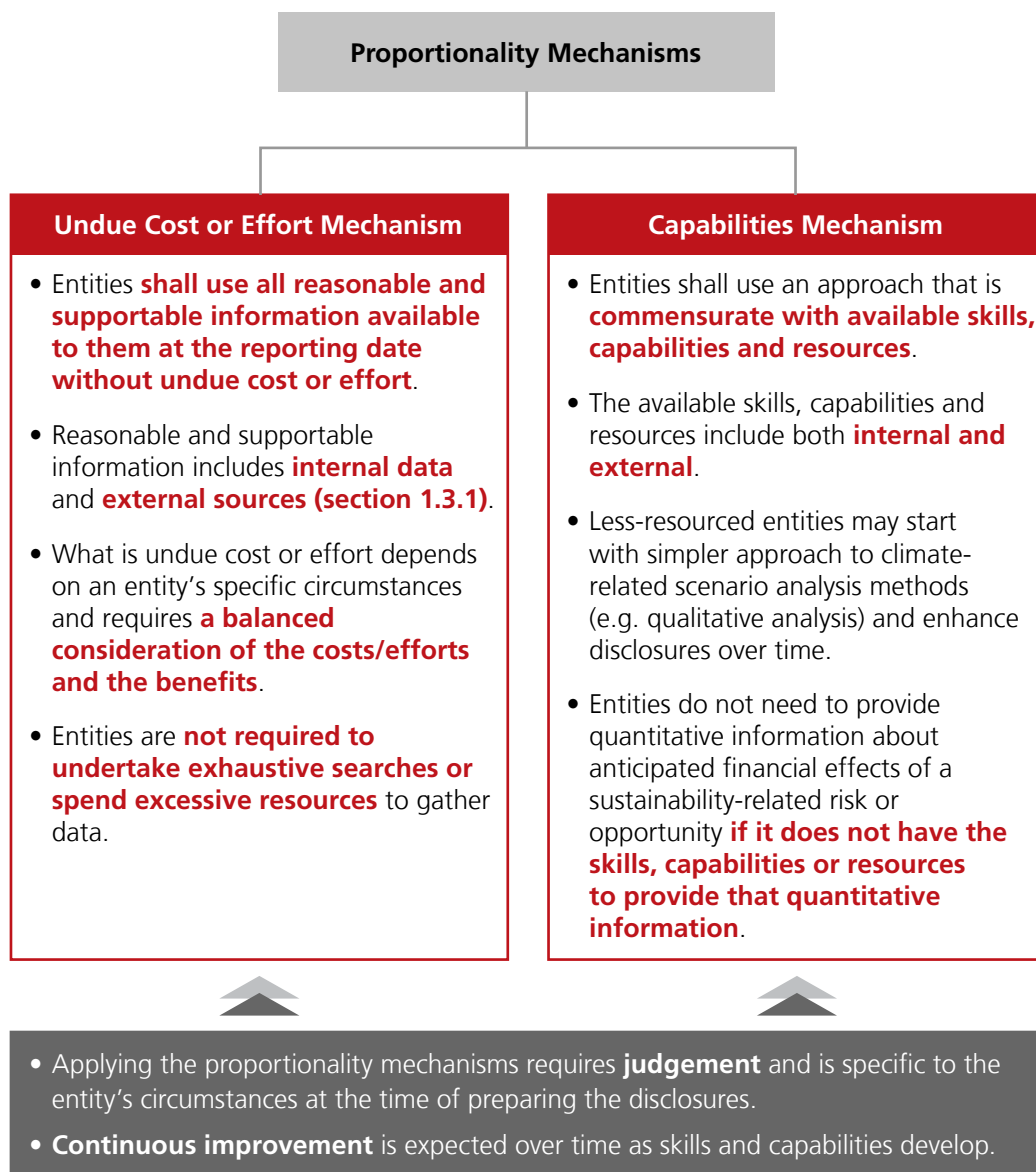 Proportionality Mechanisms
Undue Cost or Effort Mechanism
• Entities shall use all reasonable and
supportable information available
to them at the reporting date
without undue cost or effort.
• Reasonable and supportable
information includes internal data
and external sources (section 1.3.1).
• What is undue cost or effort depends
on an entity’s specific circumstances
and requires a balanced
consideration of the costs/efforts
and the benefits.
• Entities are not required to
undertake exhaustive searches or
spend excessive resources to gather
data.
Capabilities Mechanism
• Entities shall use an approach that is
commensurate with available skills,
capabilities and resources.
• The available skills, capabilities and
resources include both internal and
external.
• Less-resourced entities may start
with simpler approach to climate-
related scenario analysis methods
(e.g. qualitative analysis) and enhance
disclosures over time.
• Entities do not need to provide
quantitative information about
anticipated financial effects of a
sustainability-related risk or
opportunity if it does not have the
skills, capabilities or resources
to provide that quantitative
information.
• Applying the proportionality mechanisms requires judgement and is specific to the
entity’s circumstances at the time of preparing the disclosures.
• Continuous improvement is expected over time as skills and capabilities develop.